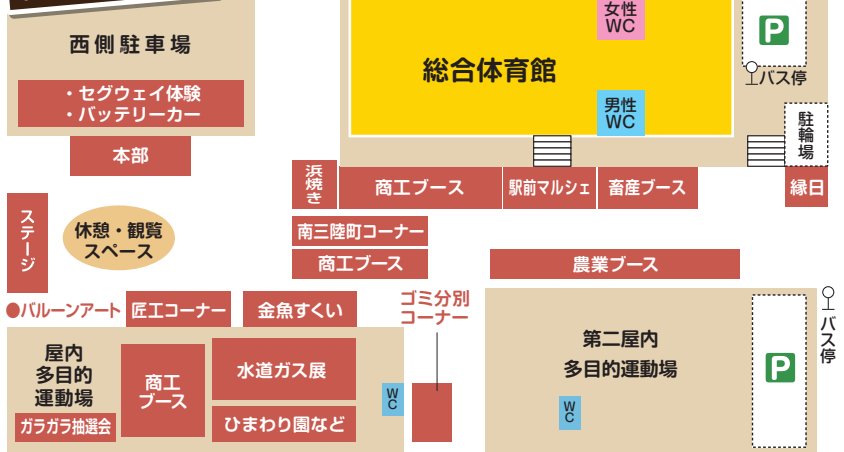 女性
WC
西側駐車場
総合体育館
P
バス停
・セグウェイ体験
・バッテリーカー
男性
WC
駐輪場
本部
浜焼き
商工ブース
駅前マルシェ
畜産ブース
縁日
ステージ
休憩・観覧
スペース
南三陸町コーナー
商工ブース
農業ブース
●バルーンアート
匠工コーナー
金魚すくい
ゴミ分別
コーナー
バス停
屋内
多目的
運動場
商工
ブース
水道ガス展
第二屋内
多目的運動場
P
WC
WC
ガラガラ抽選会
ひまわり園など